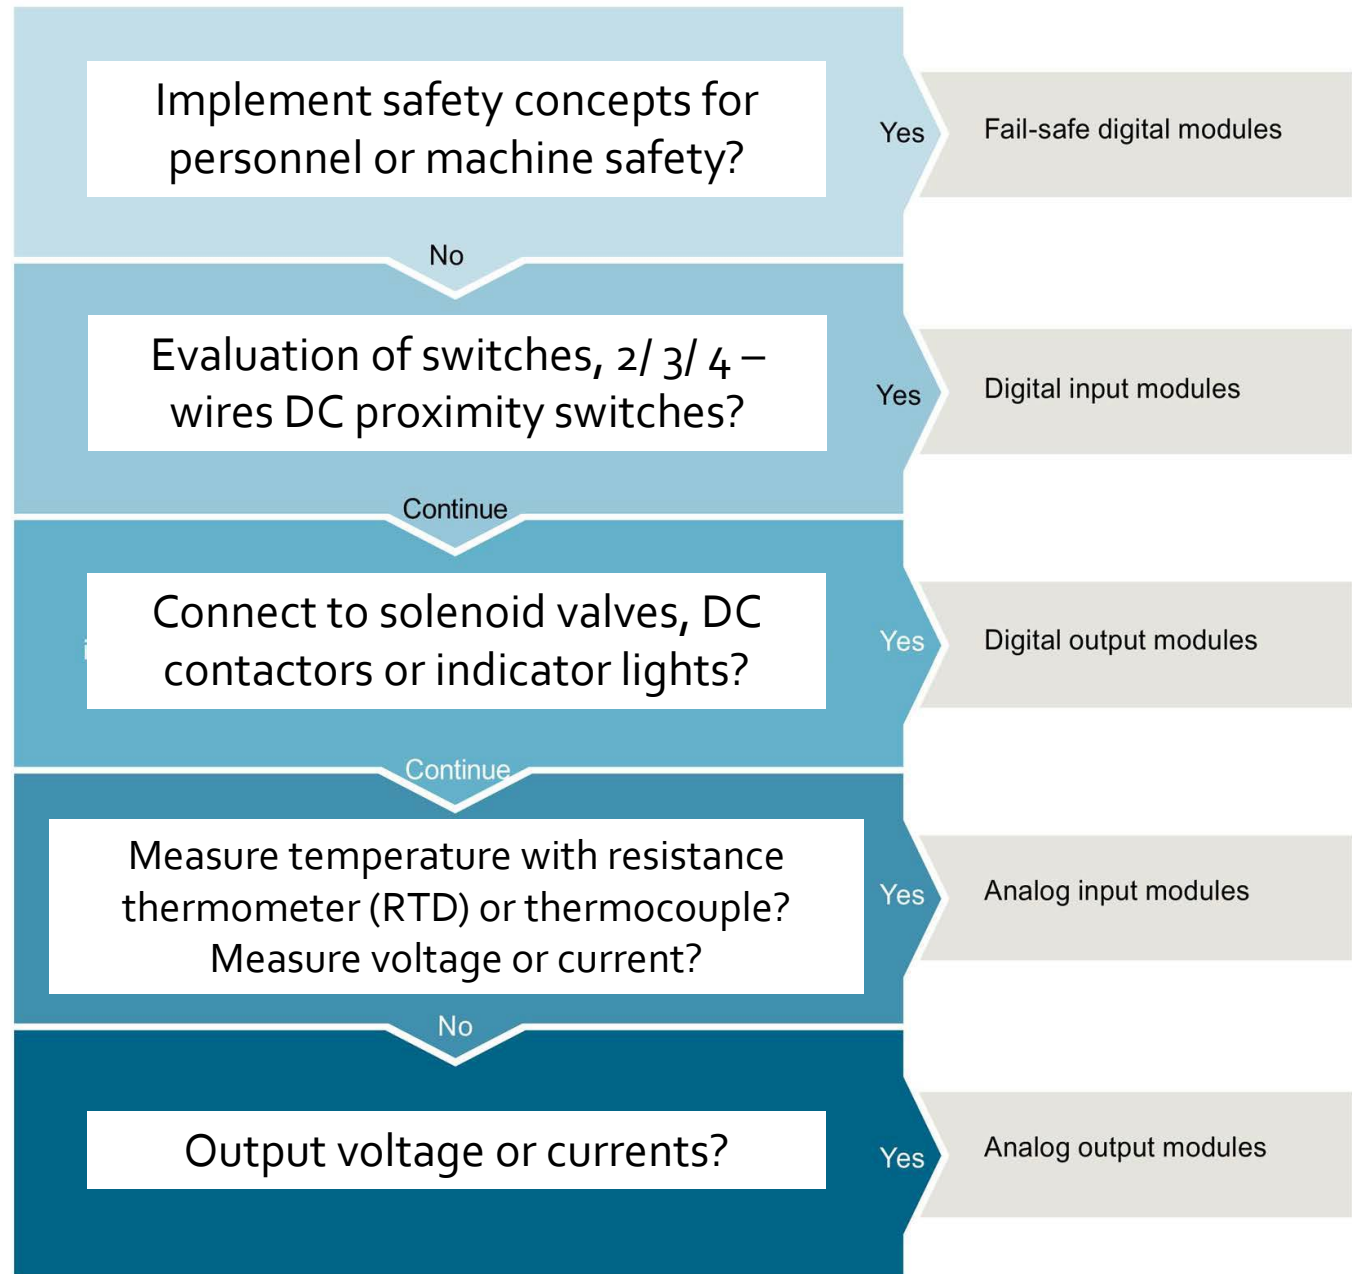 Implement safety concepts for
personnel or machine safety?
Yes
Fail-safe digital modules
No
Evaluation of switches, 2/ 3/ 4 –
wires DC proximity switches?
Yes
Digital input modules
Continue
Connect to solenoid valves, DC
contactors or indicator lights?
Yes
Digital output modules
Continue
Measure temperature with resistance
thermometer (RTD) or thermocouple?
Measure voltage or current?
Yes
Analog input modules
No
Output voltage or currents?
Yes
Analog output modules